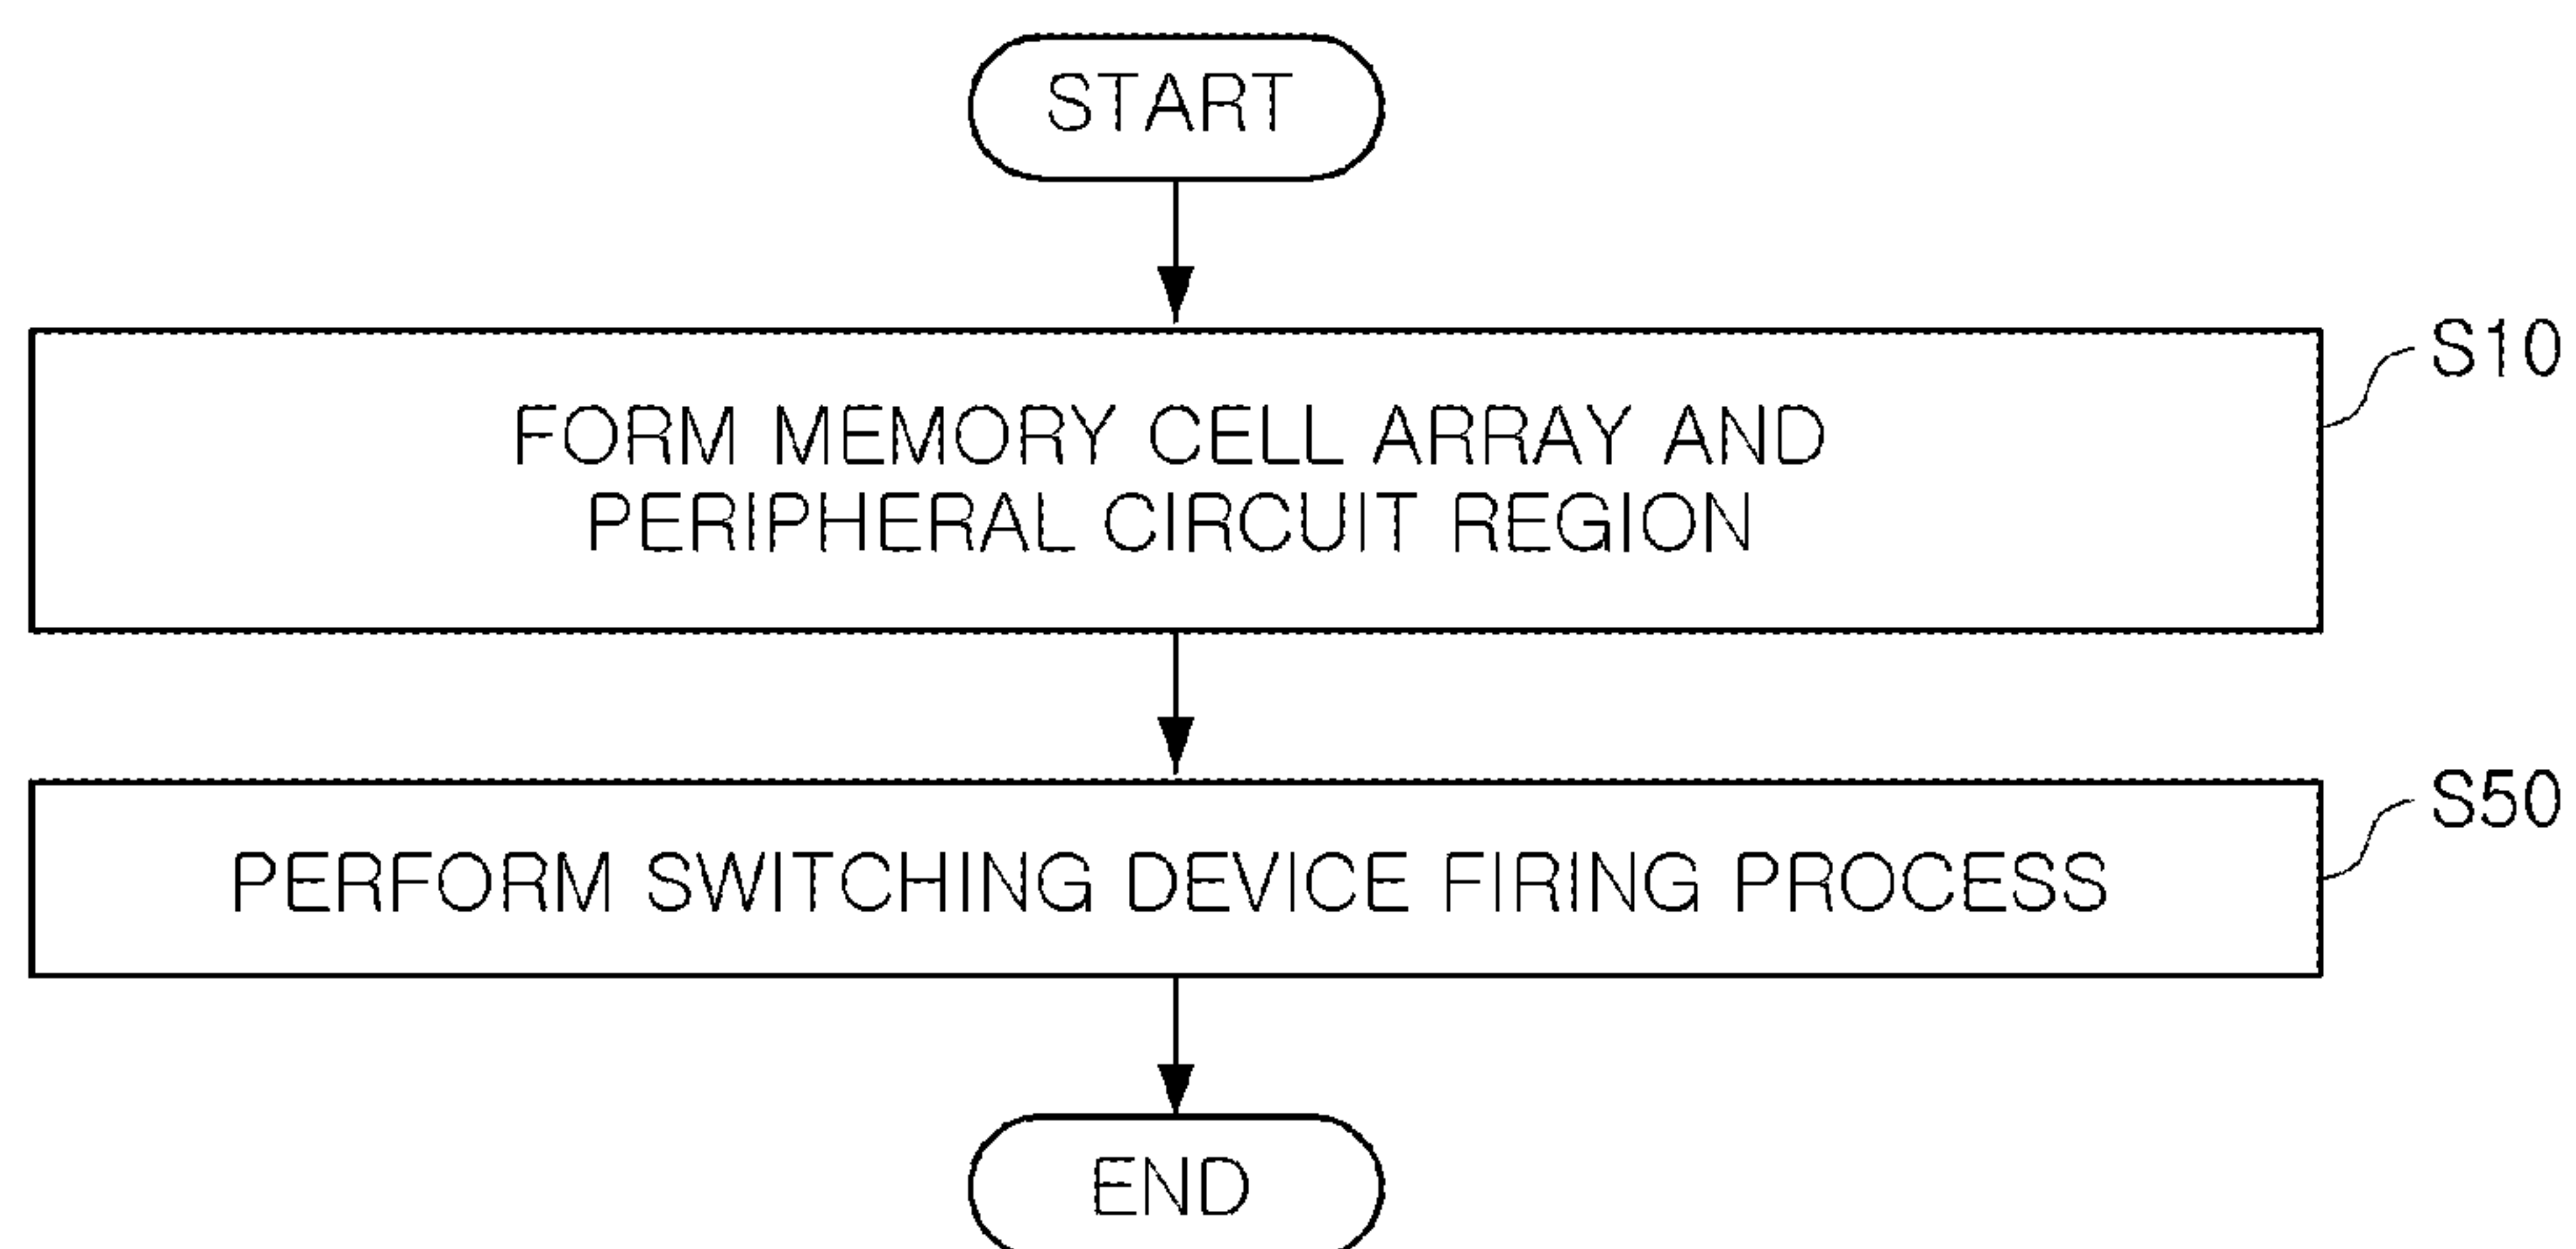 START
S10
FORM MEMORY CELL ARRAY AND
PERIPHERAL CIRCUIT REGION
S50
PERFORM SWITCHING DEVICE FIRING PROCESS
END